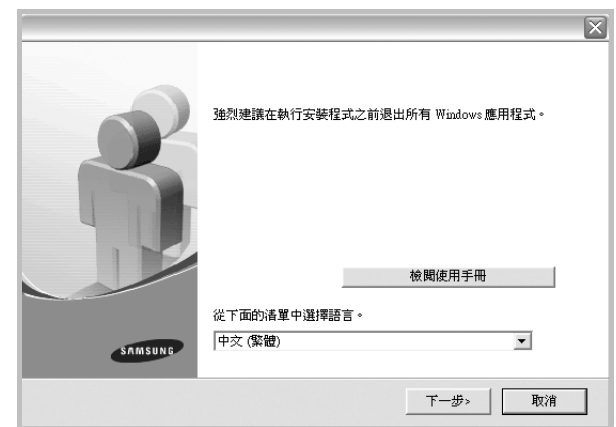 強烈建議在執行安裝程式之前退出所有 Windows 應用程式。
檢閱使用手冊
從下面的清單中選擇語言。
中文 (繁體)
SAMSUNG
下一步>
取消